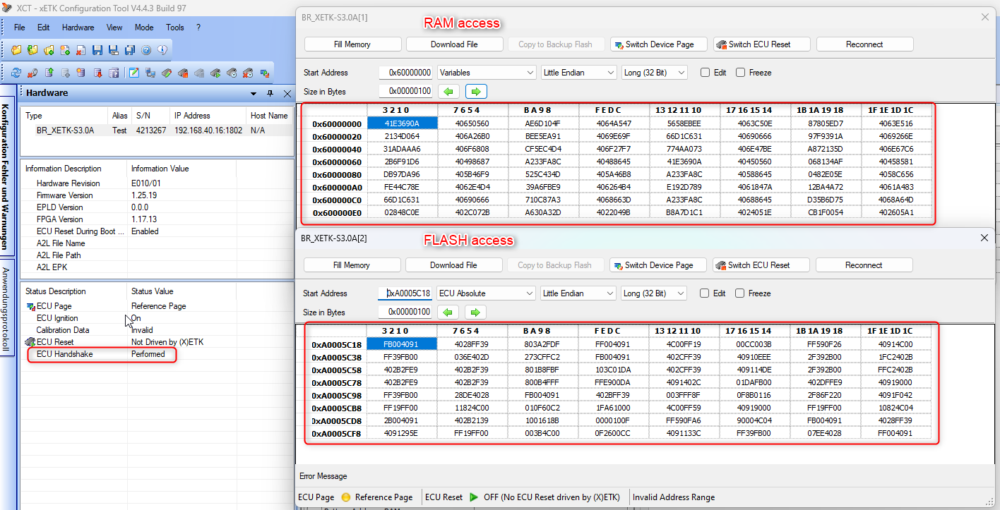 XCT - xETK Configuration Tool V4.4.3 Build 97
File Edit Hardware View Mode Tools ?
Konfiguration Fehler und Warnungen
Anwendungsprotokoll
Hardware
Type Alias S/N IP Address Host Name
BR_XETK-S3.0A Test 4213267 192.168.40.16:1802 N/A
Information Description Information Value
Hardware Revision E010/01
Firmware Version 1.25.19
EPLD Version 0.0.0
FPGA Version 1.17.13
ECU Reset During Boot ... Enabled
A2L File Name
A2L File Path
A2L EPK
Status Description Status Value
ECU Page Reference Page
ECU Ignition On
Calibration Data Invalid
ECU Reset Not Driven by (X)ETK
ECU Handshake Performed
BR_XETK-S3.0A[1]
RAM access
Fill Memory Download File Copy to Backup Flash Switch Device Page Switch ECU Reset Reconnect
Start Address 0x60000000 Variables Little Endian Long (32 Bit) Edit Freeze
Size in Bytes 0x00000100
3 2 1 0 7 6 5 4 B A 9 8 F E D C 13 12 11 10 17 16 15 14 1B 1A 19 18 1F 1E 1D 1C
0x60000000 41E3690A 40650560 AE6D104F 4064A547 5658EBEE 4063C50E 87805ED7 4063E516
0x60000020 2134D064 406A26B0 BEE5EA91 4069E69F 66D1C631 40690666 97F9391A 4069266E
0x60000040 31ADAAA6 406F6808 CF5EC4D4 406F27F7 774AA073 406E47BE A872135D 406E67C6
0x60000060 2B6F91D6 40498687 A233FA8C 40488645 41E3690A 40450560 068134AF 40458581
0x60000080 DB97DA96 405B46F9 525C434D 405A46B8 A233FA8C 40588645 0482E05E 4058C656
0x600000A0 FE44C78E 4062E4D4 39A6FBE9 406264B4 E192D789 4061847A 12BA4A72 4061A483
0x600000C0 66D1C631 40690666 710C87A3 4068663D A233FA8C 40688645 D35B6D75 4068A64D
0x600000E0 02848C0E 402C072B A630A32D 4022049B B8A7D1C1 4024051E CB1F0054 402605A1
BR_XETK-S3.0A[2]
FLASH access
Fill Memory Download File Copy to Backup Flash Switch Device Page Switch ECU Reset Reconnect
Start Address 0xA0005C18 ECU Absolute Little Endian Long (32 Bit) Edit Freeze
Size in Bytes 0x00000100
3 2 1 0 7 6 5 4 B A 9 8 F E D C 13 12 11 10 17 16 15 14 1B 1A 19 18 1F 1E 1D 1C
0xA0005C18 FB004091 4028FF39 803A2FDF FF004091 4C00FF19 00CC003B FF590F26 40914C00
0xA0005C38 FF39FB00 036E402D 273CFFC2 FB004091 402CFF39 40910EEE 2F392B00 1FC2402B
0xA0005C58 402B2FE9 402B2F39 801B8FBF 103C01DA 402CFF39 409114DE 2F392B00 FFC2402B
0xA0005C78 402B2FE9 402B2F39 800B4FFF FFE900DA 4091402C 01DAFB00 402DFFE9 40919000
0xA0005C98 FF39FB00 28DE4028 FB004091 402BFF39 003FFF8F 0F8B0116 2F86F220 4091F042
0xA0005CB8 FF19FF00 11824C00 010F60C2 1FA61000 4C00FF59 40919000 FF19FF00 10824C04
0xA0005CD8 2B004091 402B2139 1001618B 0000100F FF590FA6 90004C04 FB004091 4028FF39
0xA0005CF8 4091295E FF19FF00 003B4C00 0F2600CC 4091133C FF39FB00 07EE4028 FF004091
Error Message
ECU Page Reference Page ECU Reset OFF (No ECU Reset driven by (X)ETK) Invalid Address Range